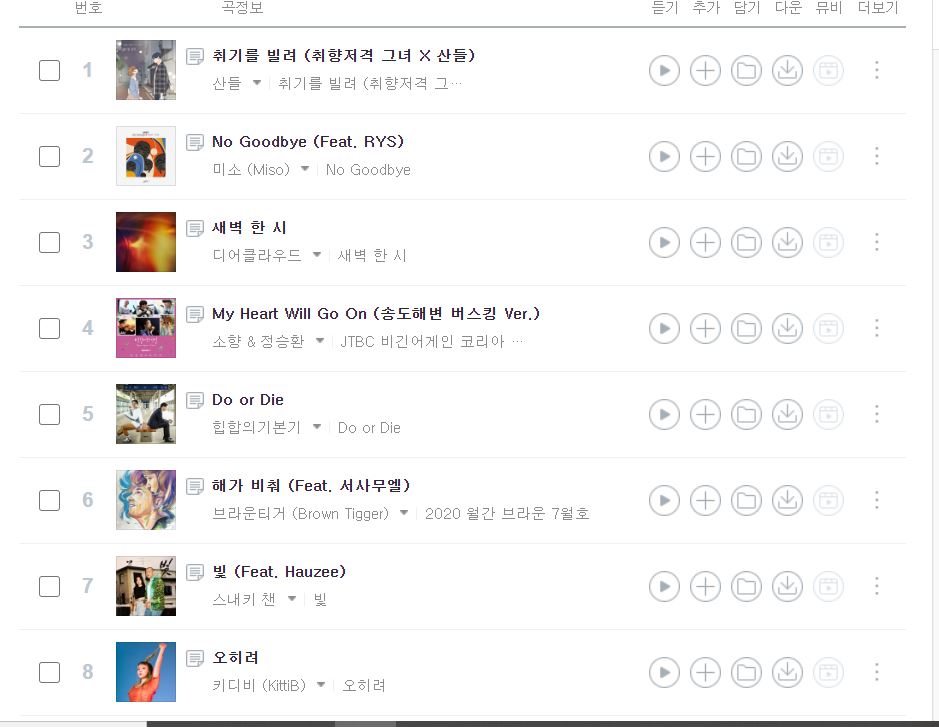 번호 곡정보 듣기 추가 담기 다운 뮤비 더보기
1 취기를 빌려 (취향저격 그녀 X 산들)
산들 취기를 빌려 (취향저격 그…
2 No Goodbye (Feat. RYS)
미소 (Miso) No Goodbye
3 새벽 한 시
디어클라우드 새벽 한 시
4 My Heart Will Go On (송도해변 버스킹 Ver.)
소향 & 정승환 JTBC 비긴어게인 코리아 …
5 Do or Die
힙합의기본기 Do or Die
6 해가 비춰 (Feat. 서사무엘)
브라운티거 (Brown Tigger) 2020 월간 브라운 7월호
7 빛 (Feat. Hauzee)
스내키 챈 빛
8 오히려
키디비 (KittiB) 오히려